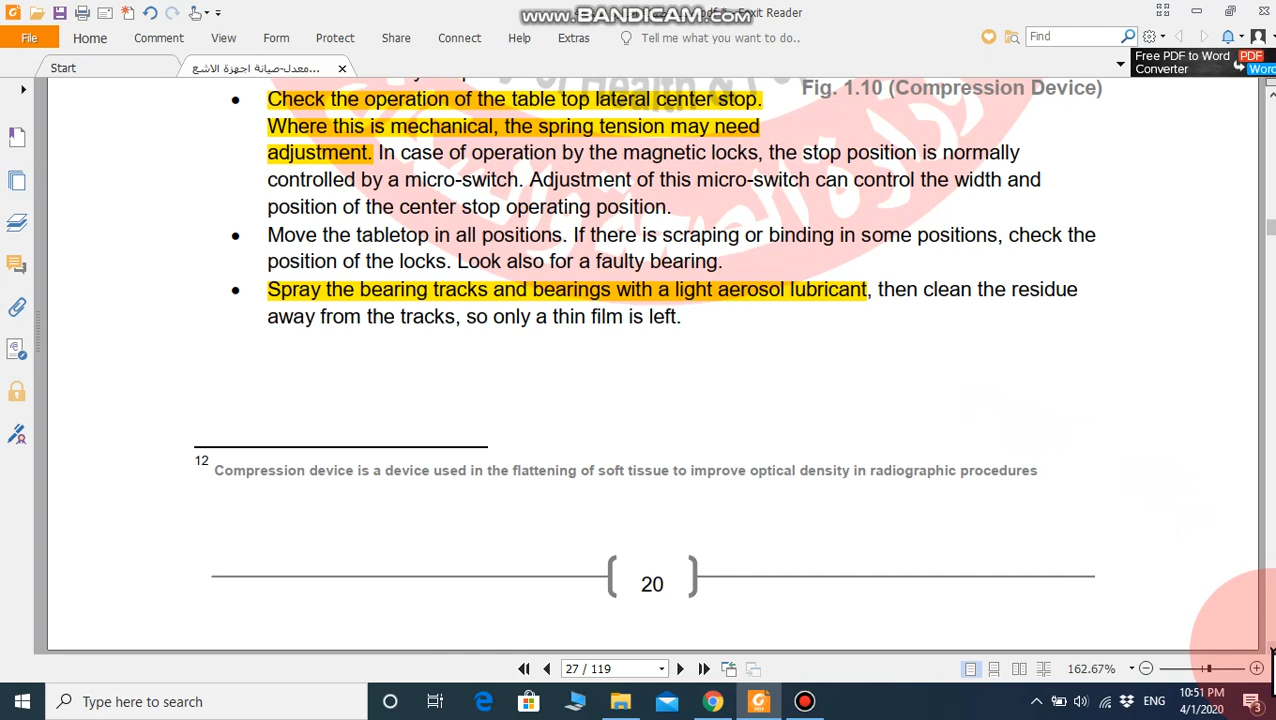 www.BANDICAM.com
.pdf
Foxit Reader
File
Home
Comment
View
Form
Protect
Share
Connect
Help
Extras
Tell me what you want to do..
Find
Start
معدل-صيانة اجهزة الاشع...
Free PDF to Word
Converter
PDF
Word
Health &
Fig. 1.10 (Compression Device)
وزارة الصحة
• Check the operation of the table top lateral center stop.
Where this is mechanical, the spring tension may need
adjustment. In case of operation by the magnetic locks, the stop position is normally
controlled by a micro-switch. Adjustment of this micro-switch can control the width and
position of the center stop operating position.
• Move the tabletop in all positions. If there is scraping or binding in some positions, check the
position of the locks. Look also for a faulty bearing.
• Spray the bearing tracks and bearings with a light aerosol lubricant, then clean the residue
away from the tracks, so only a thin film is left.
12 Compression device is a device used in the flattening of soft tissue to improve optical density in radiographic procedures
20
27 / 119
162.67%
Type here to search
ENG
10:51 PM
4/1/2020
3